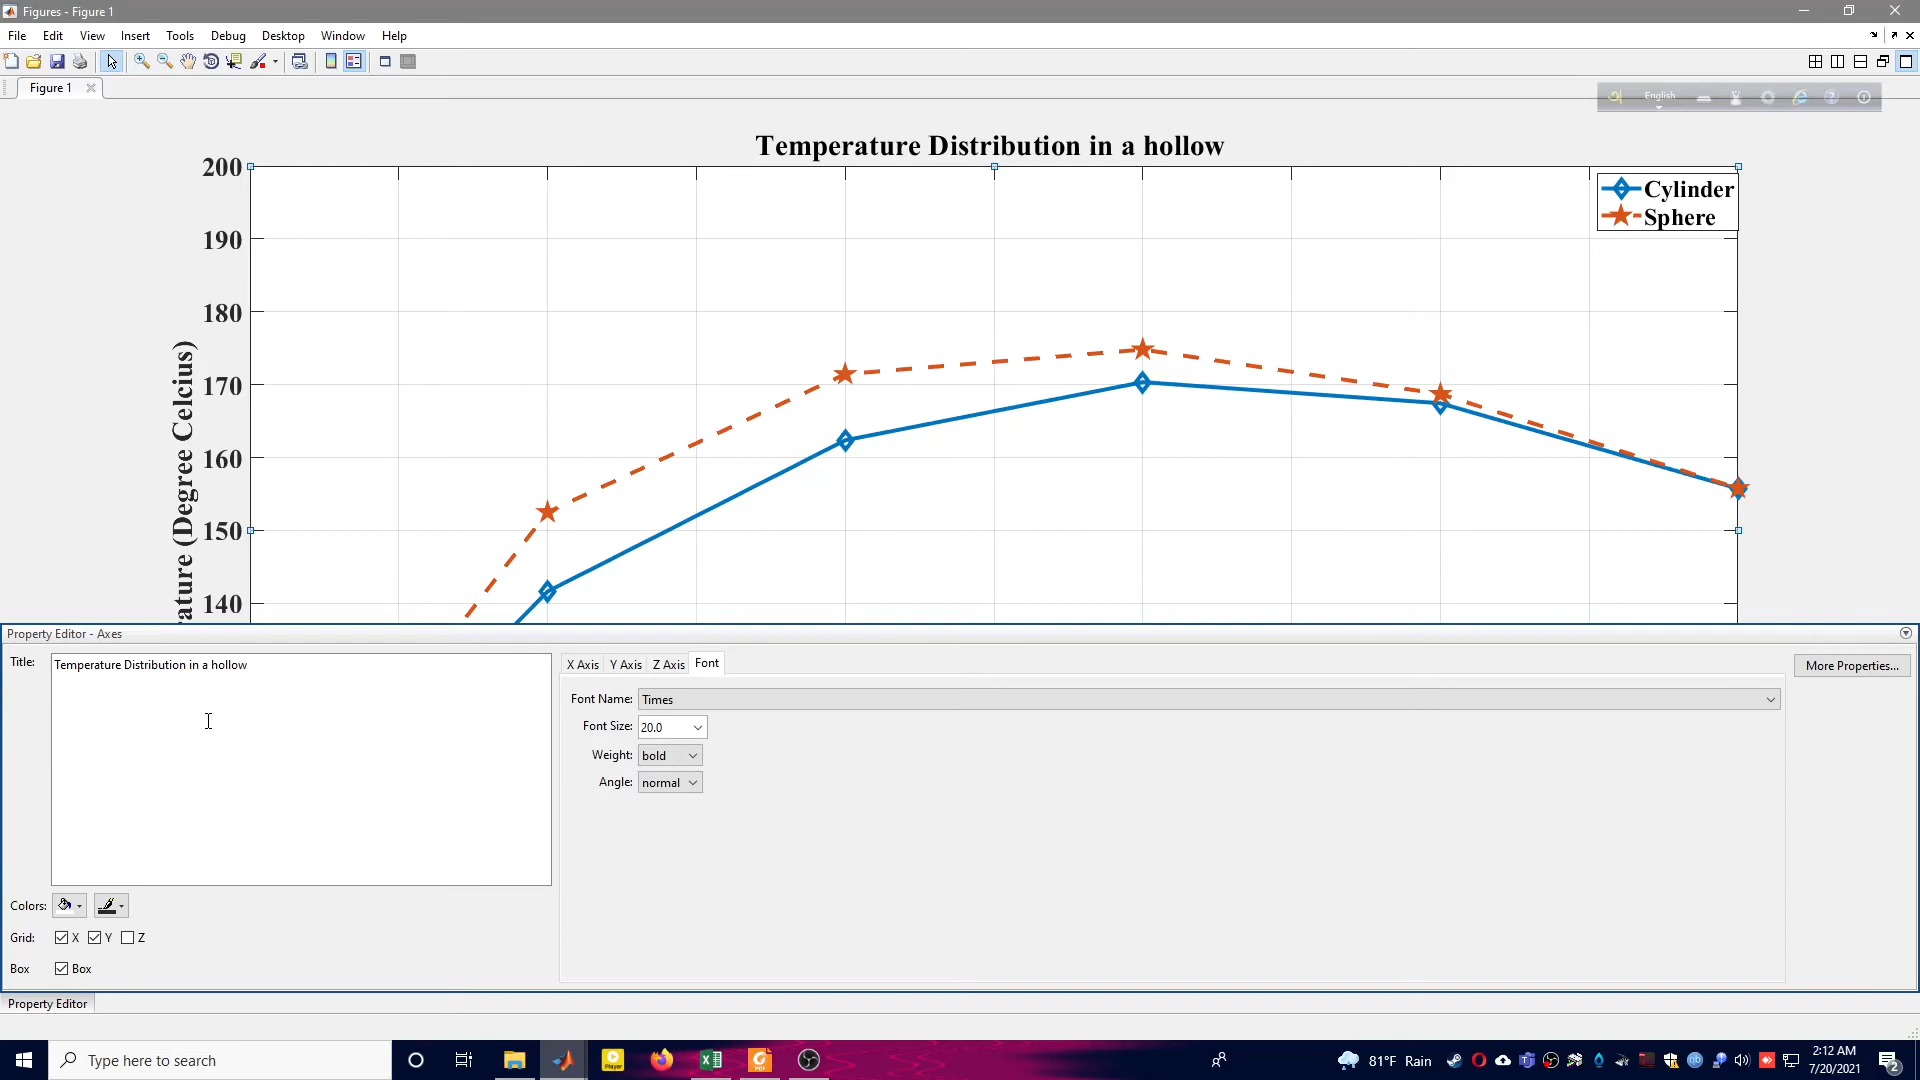 Figures - Figure 1
File Edit View Insert Tools Debug Desktop Window Help
Figure 1
English
Temperature Distribution in a hollow
200
190
180
170
160
150
140
ature (Degree Celcius)
Cylinder
Sphere
Property Editor - Axes
Title: Temperature Distribution in a hollow
X Axis Y Axis Z Axis Font
More Properties...
Font Name: Times
Font Size: 20.0
Weight: bold
Angle: normal
Colors:
Grid: X Y Z
Box Box
Property Editor
Type here to search
81°F Rain
2:12 AM
7/20/2021
2